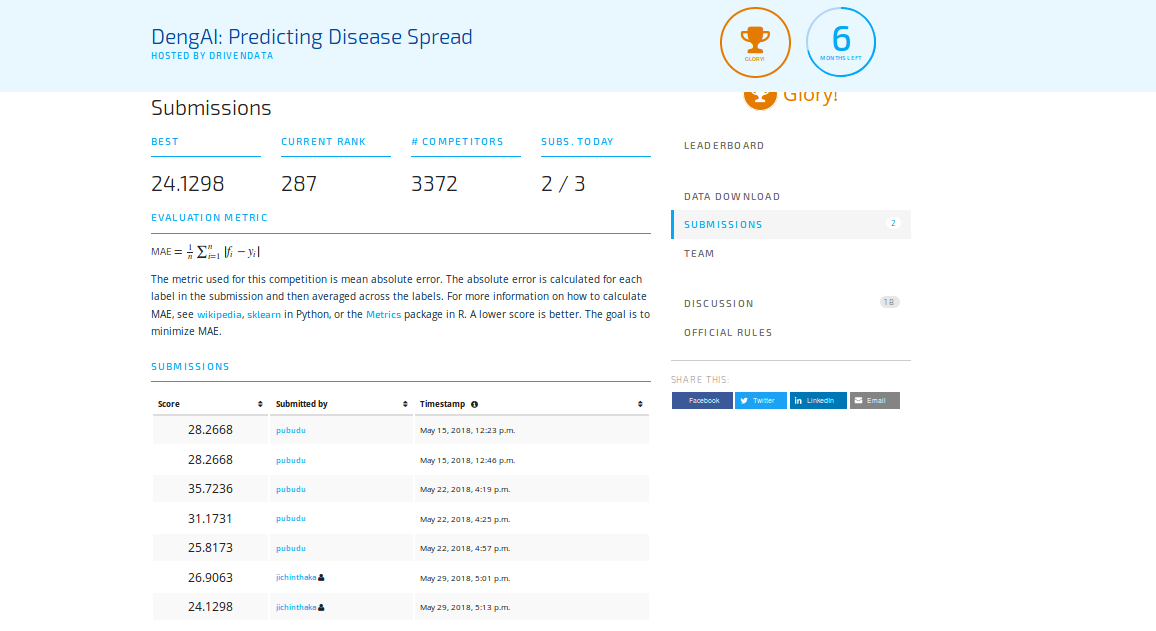 DengAI: Predicting Disease Spread
HOSTED BY DRIVENDATA
GLORY!
6
MONTHS LEFT
Glory!
Submissions
BEST
CURRENT RANK
# COMPETITORS
SUBS. TODAY
24.1298
287
3372
2 / 3
EVALUATION METRIC
MAE = 1/n ∑ n i=1 |fi − yi|
The metric used for this competition is mean absolute error. The absolute error is calculated for each
label in the submission and then averaged across the labels. For more information on how to calculate
MAE, see wikipedia, sklearn in Python, or the Metrics package in R. A lower score is better. The goal is to
minimize MAE.
SUBMISSIONS
Score Submitted by Timestamp
28.2668 pubudu May 15, 2018, 12:23 p.m.
28.2668 pubudu May 15, 2018, 12:46 p.m.
35.7236 pubudu May 22, 2018, 4:19 p.m.
31.1731 pubudu May 22, 2018, 4:25 p.m.
25.8173 pubudu May 22, 2018, 4:57 p.m.
26.9063 jichinthaka May 29, 2018, 5:01 p.m.
24.1298 jichinthaka May 29, 2018, 5:13 p.m.
LEADERBOARD
DATA DOWNLOAD
SUBMISSIONS 2
TEAM
DISCUSSION 18
OFFICIAL RULES
SHARE THIS:
Facebook Twitter LinkedIn Email